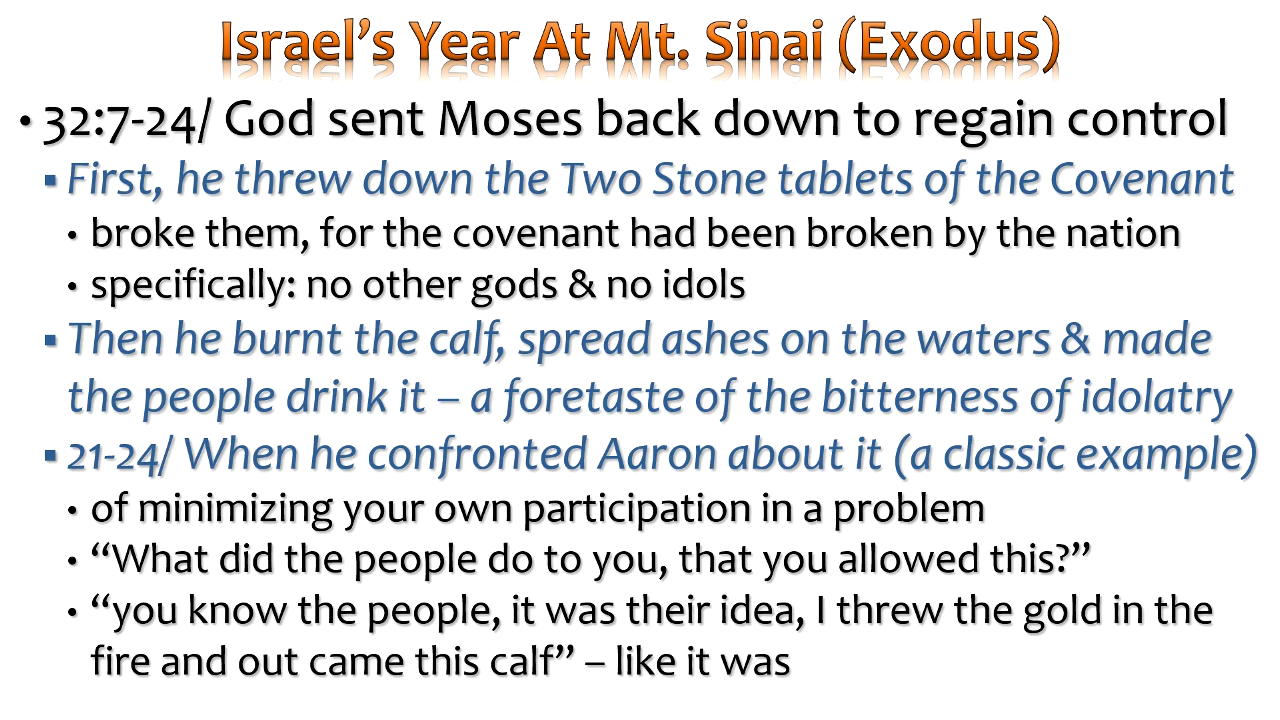 Israel’s Year At Mt. Sinai (Exodus)
• 32:7-24/ God sent Moses back down to regain control
▪ First, he threw down the Two Stone tablets of the Covenant
• broke them, for the covenant had been broken by the nation
• specifically: no other gods & no idols
▪ Then he burnt the calf, spread ashes on the waters & made
the people drink it – a foretaste of the bitterness of idolatry
▪ 21-24/ When he confronted Aaron about it (a classic example)
• of minimizing your own participation in a problem
• “What did the people do to you, that you allowed this?”
• “you know the people, it was their idea, I threw the gold in the
fire and out came this calf” – like it was